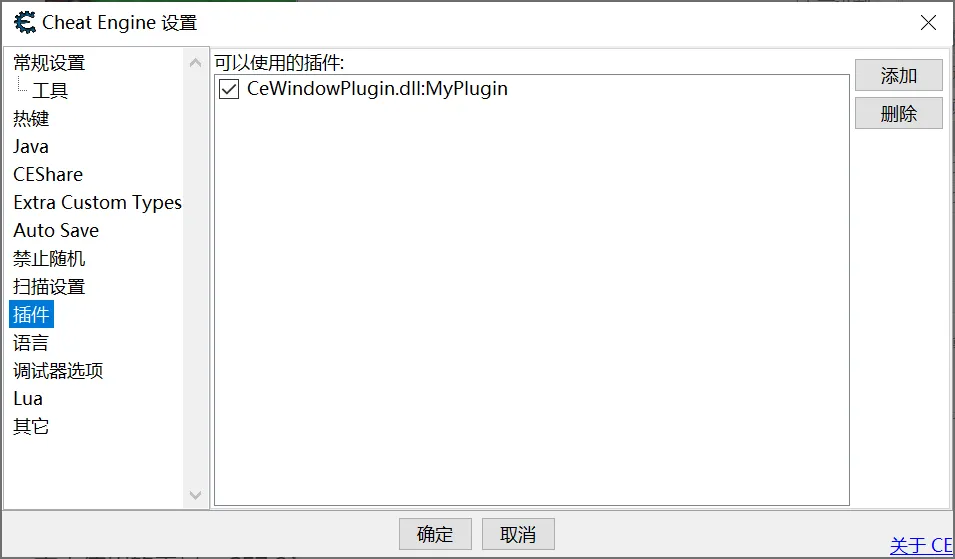 Cheat Engine 设置
常规设置
工具
热键
Java
CEShare
Extra Custom Types
Auto Save
禁止随机
扫描设置
插件
语言
调试器选项
Lua
其它
可以使用的插件:
CeWindowPlugin.dll:MyPlugin
添加
删除
确定
取消
关于 CE